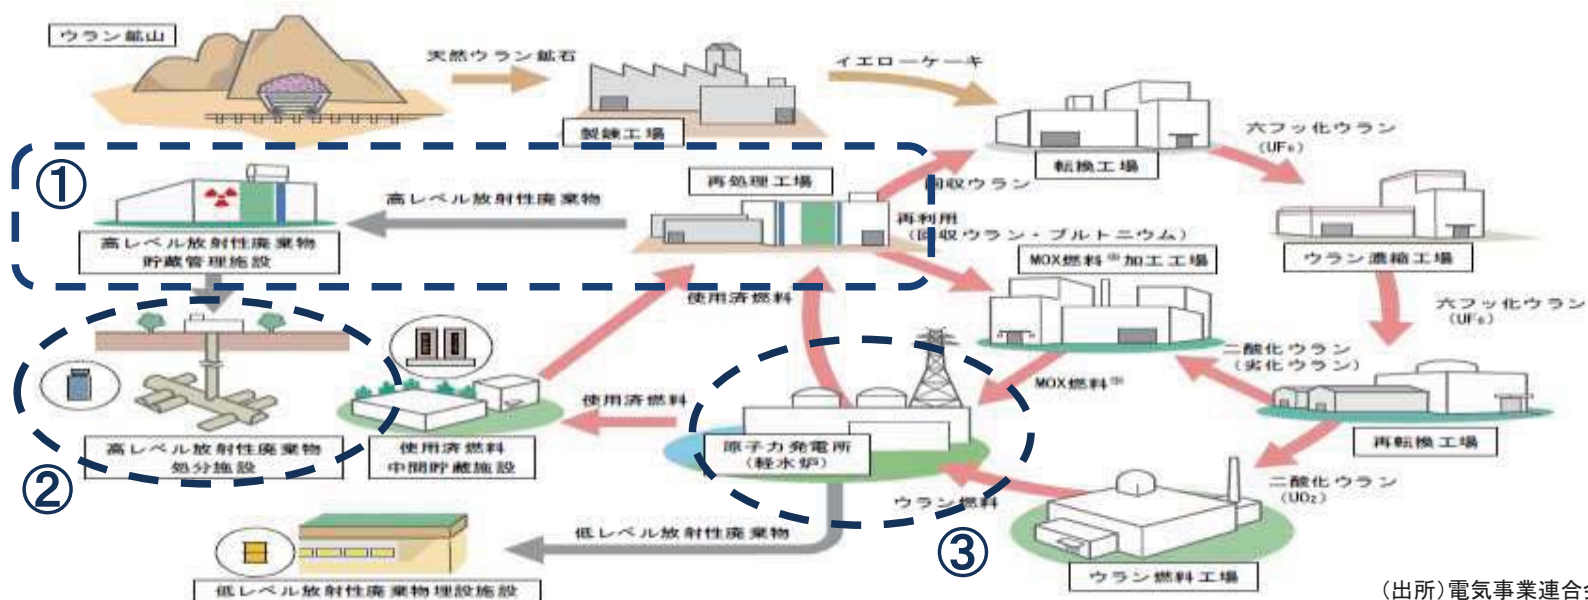 ウラン鉱山
天然ウラン鉱石
イエローケーキ
製錬工場
転換工場
六フッ化ウラン
(UF₆)
①
再処理工場
回収ウラン
高レベル放射性廃棄物
再利用
(回収ウラン・プルトニウム)
高レベル放射性廃棄物
貯蔵管理施設
MOX燃料㊟加工工場
ウラン濃縮工場
使用済燃料
六フッ化ウラン
(UF₆)
二酸化ウラン
(劣化ウラン)
MOX燃料㊟
使用済燃料
再転換工場
高レベル放射性廃棄物
処分施設
使用済燃料
中間貯蔵施設
原子力発電所
(軽水炉)
②
二酸化ウラン
(UO₂)
ウラン燃料
低レベル放射性廃棄物
③
ウラン燃料工場
低レベル放射性廃棄物埋設施設
(出所)電気事業連合会